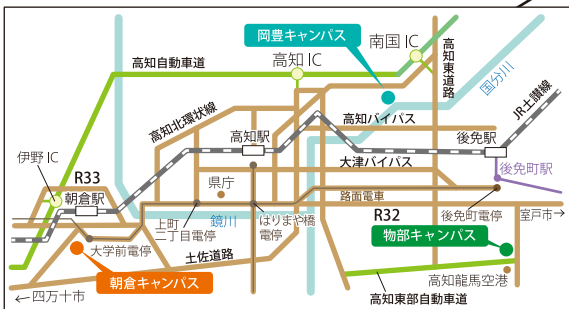 岡豊キャンパス
南国 IC
高知自動車道
高知 IC
高知東道路
国分川
JR土讃線
高知北環状線
高知バイパス
高知駅
後免駅
伊野 IC
大津バイパス
後免町駅
R33
県庁
朝倉駅
路面電車
上町
二丁目電停
鏡川
はりまや橋
電停
R32
後免町電停
室戸市→
大学前電停
物部キャンパス
土佐道路
朝倉キャンパス
高知龍馬空港
←四万十市
高知東部自動車道